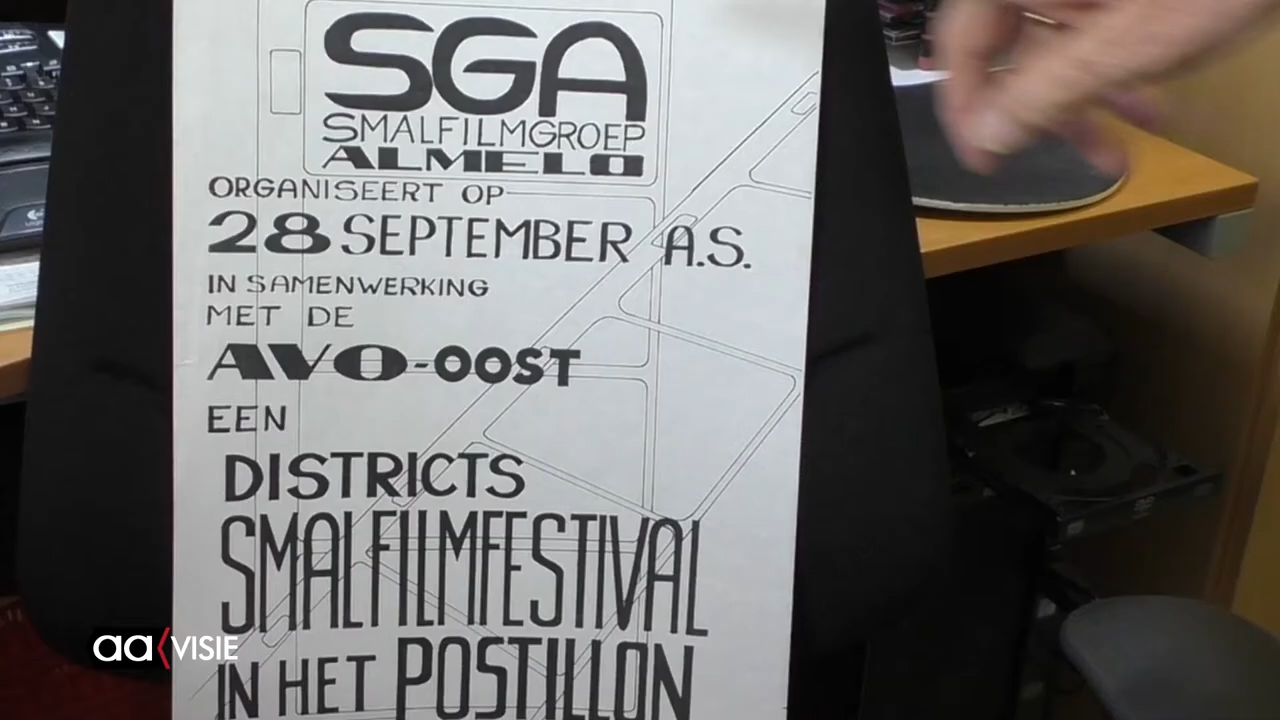 SGA
SMALFILMGROEP
ALMELO
ORGANISEERT OP
28 SEPTEMBER A.S.
IN SAMENWERKING
MET DE
AVO-OOST
EEN
DISTRICTS
SMALFILMFESTIVAL
IN HET POSTILLON
aa VISIE